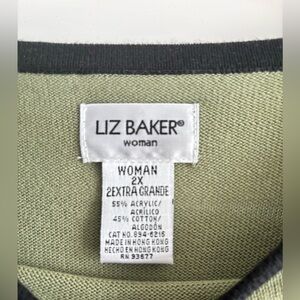 LIZ BAKER®
woman
WOMAN
2X
2EXTRA GRANDE
55% ACRYLIC/
ACRILICO
45% COTTON/
ALGODON
CAT NO. 894-6215
MADE IN HONG KONG
HECHO EN HONG KONG
RN 93677